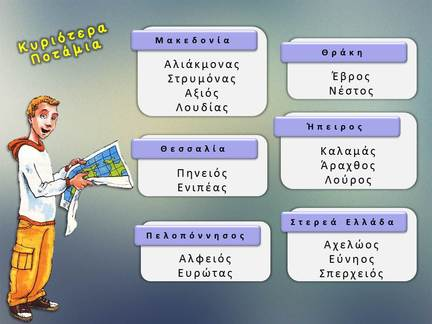 Κυριότερα
Ποτάμια
Μακεδονία
Αλιάκμονας
Στρυμόνας
Αξιός
Λουδίας
Θράκη
Έβρος
Νέστος
Θεσσαλία
Πηνειός
Ενιπέας
Ήπειρος
Καλαμάς
Άραχθος
Λούρος
Πελοπόννησος
Αλφειός
Ευρώτας
Στερεά Ελλάδα
Αχελώος
Εύηνος
Σπερχειός